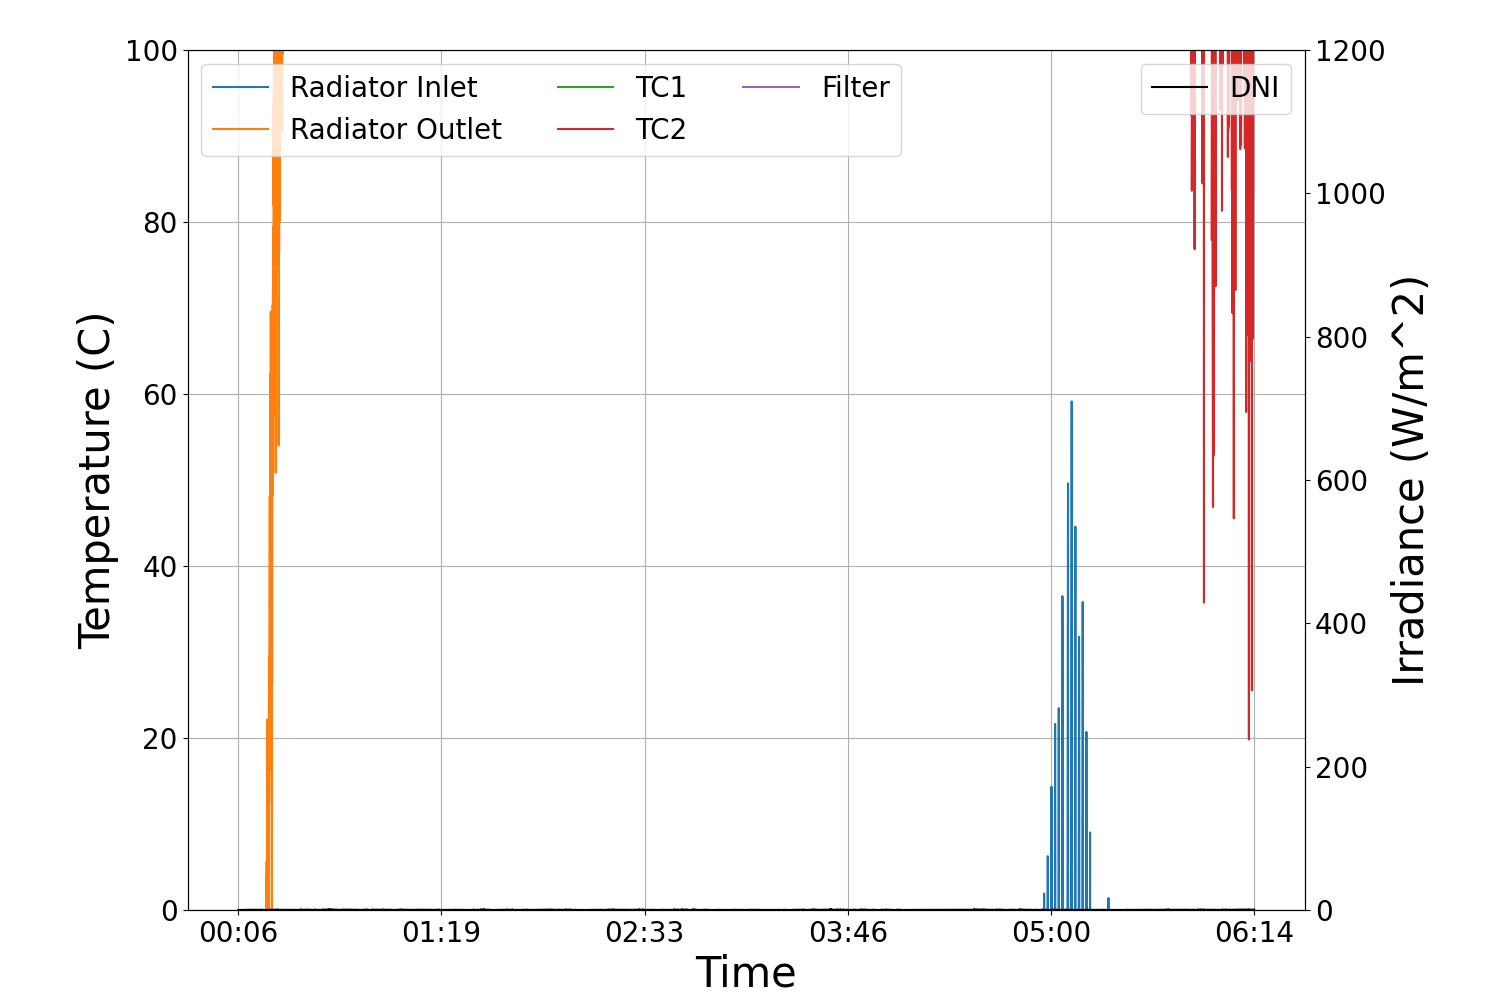 100
80
60
40
20
0
Temperature (C)
Radiator Inlet
Radiator Outlet
TC1
TC2
Filter
DNI
1200
1000
800
600
400
200
0
Irradiance (W/m^2)
00:06 01:19 02:33 03:46 05:00 06:14
Time